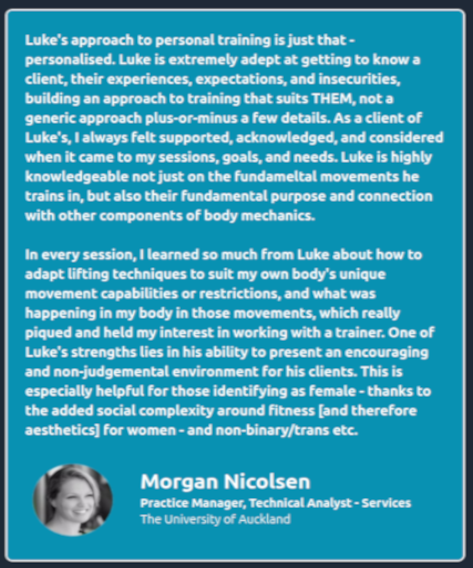 Luke's approach to personal training is just that -
personalised. Luke is extremely adept at getting to know a
client, their experiences, expectations, and insecurities,
building an approach to training that suits THEM, not a
generic approach plus-or-minus a few details. As a client of
Luke's, I always felt supported, acknowledged, and considered
when it came to my sessions, goals, and needs. Luke is highly
knowledgeable not just on the fundameltal movements he
trains in, but also their fundamental purpose and connection
with other components of body mechanics.
In every session, I learned so much from Luke about how to
adapt lifting techniques to suit my own body's unique
movement capabilities or restrictions, and what was
happening in my body in those movements, which really
piqued and held my interest in working with a trainer. One of
Luke's strengths lies in his ability to present an encouraging
and non-judgemental environment for his clients. This is
especially helpful for those identifying as female - thanks to
the added social complexity around fitness [and therefore
aesthetics] for women - and non-binary/trans etc.
Morgan Nicolsen
Practice Manager, Technical Analyst - Services
The University of Auckland